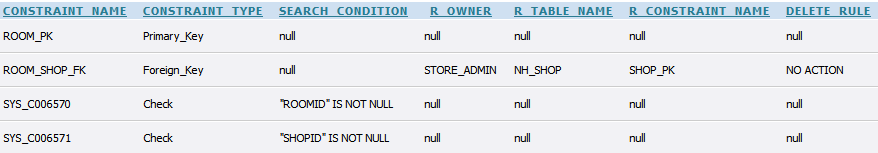 CONSTRAINT_NAME CONSTRAINT_TYPE SEARCH_CONDITION R_OWNER R_TABLE_NAME R_CONSTRAINT_NAME DELETE_RULE
ROOM_PK Primary_Key null null null null null
ROOM_SHOP_FK Foreign_Key null STORE_ADMIN NH_SHOP SHOP_PK NO ACTION
SYS_C006570 Check "ROOMID" IS NOT NULL null null null null
SYS_C006571 Check "SHOPID" IS NOT NULL null null null null